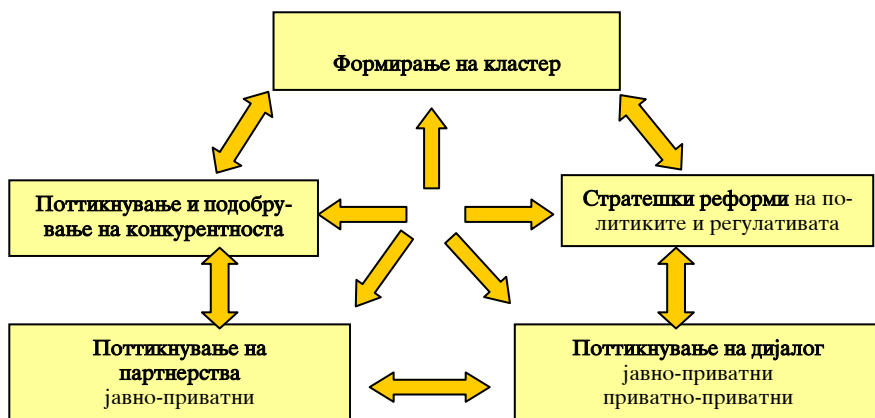 Формирање на кластер
Поттикнување и подобру-
вање на конкурентноста
Стратешки реформи на по-
литиките и регулативата
Поттикнување на
партнерства
јавно-приватни
Поттикнување на дијалог
јавно-приватни
приватно-приватни